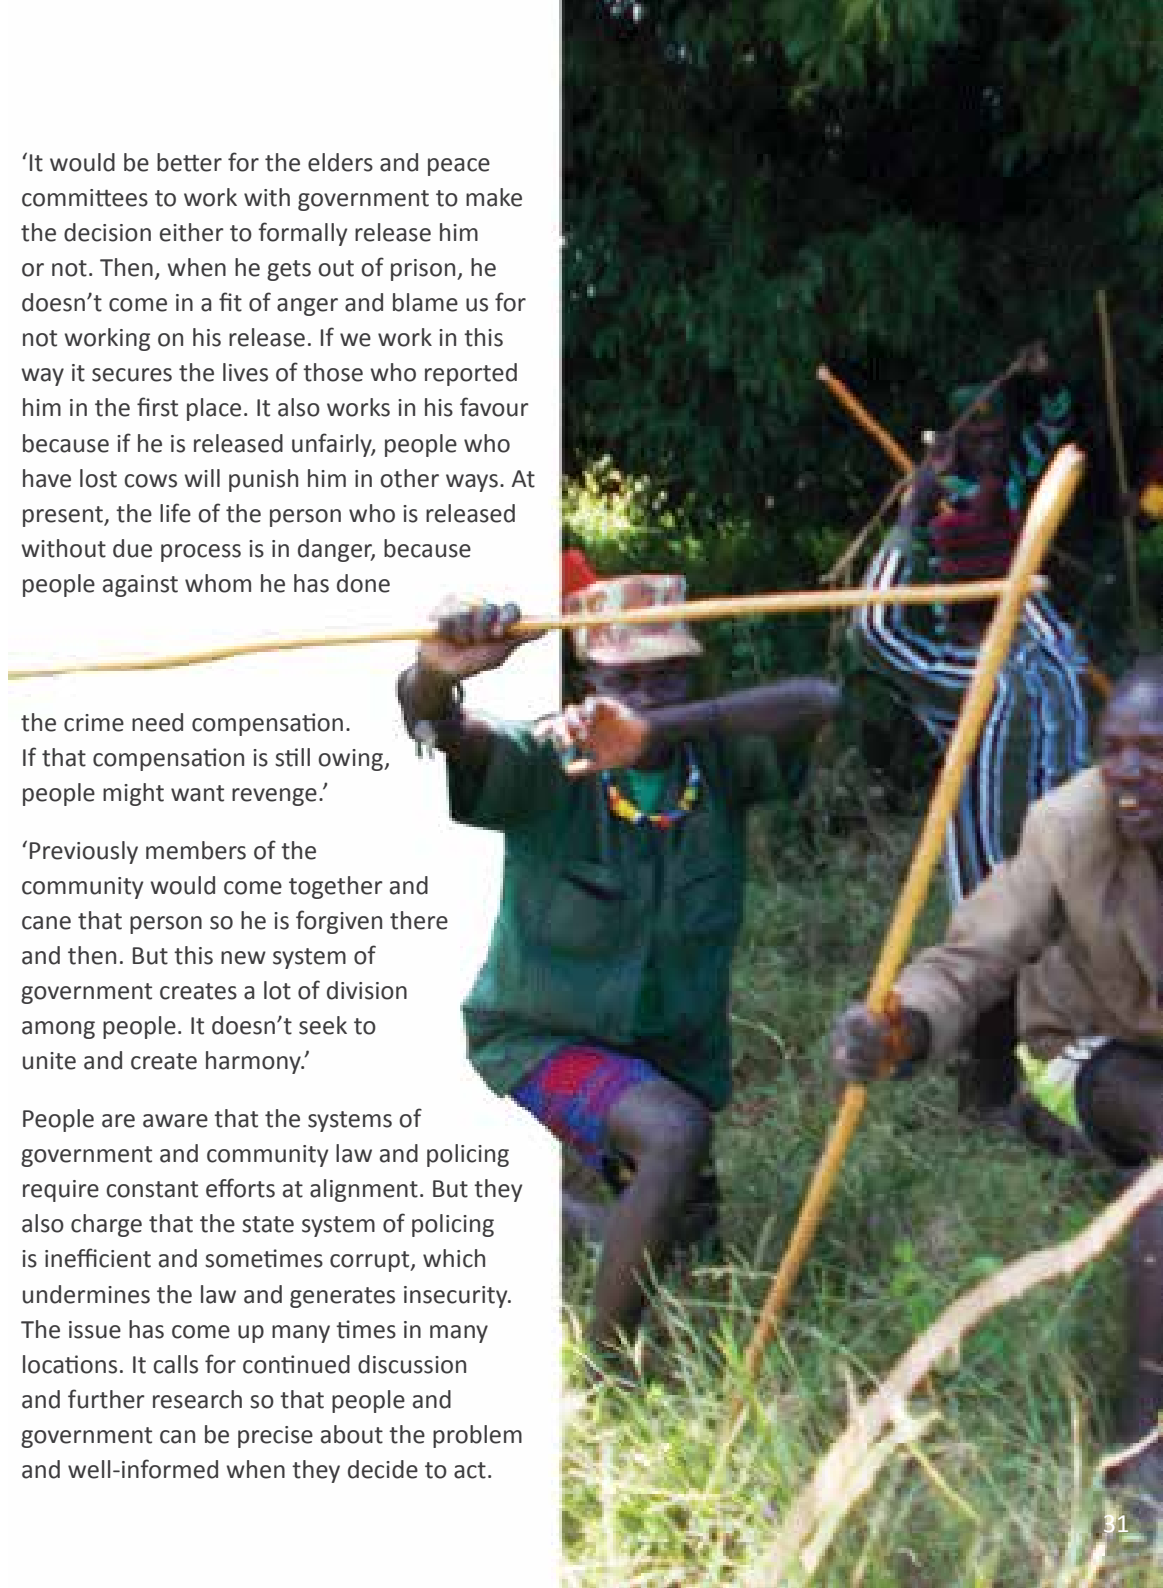 ‘It would be better for the elders and peace
committees to work with government to make
the decision either to formally release him
or not. Then, when he gets out of prison, he
doesn’t come in a fit of anger and blame us for
not working on his release. If we work in this
way it secures the lives of those who reported
him in the first place. It also works in his favour
because if he is released unfairly, people who
have lost cows will punish him in other ways. At
present, the life of the person who is released
without due process is in danger, because
people against whom he has done
the crime need compensation.
If that compensation is still owing,
people might want revenge.’
‘Previously members of the
community would come together and
cane that person so he is forgiven there
and then. But this new system of
government creates a lot of division
among people. It doesn’t seek to
unite and create harmony.’
People are aware that the systems of
government and community law and policing
require constant efforts at alignment. But they
also charge that the state system of policing
is inefficient and sometimes corrupt, which
undermines the law and generates insecurity.
The issue has come up many times in many
locations. It calls for continued discussion
and further research so that people and
government can be precise about the problem
and well-informed when they decide to act.
31